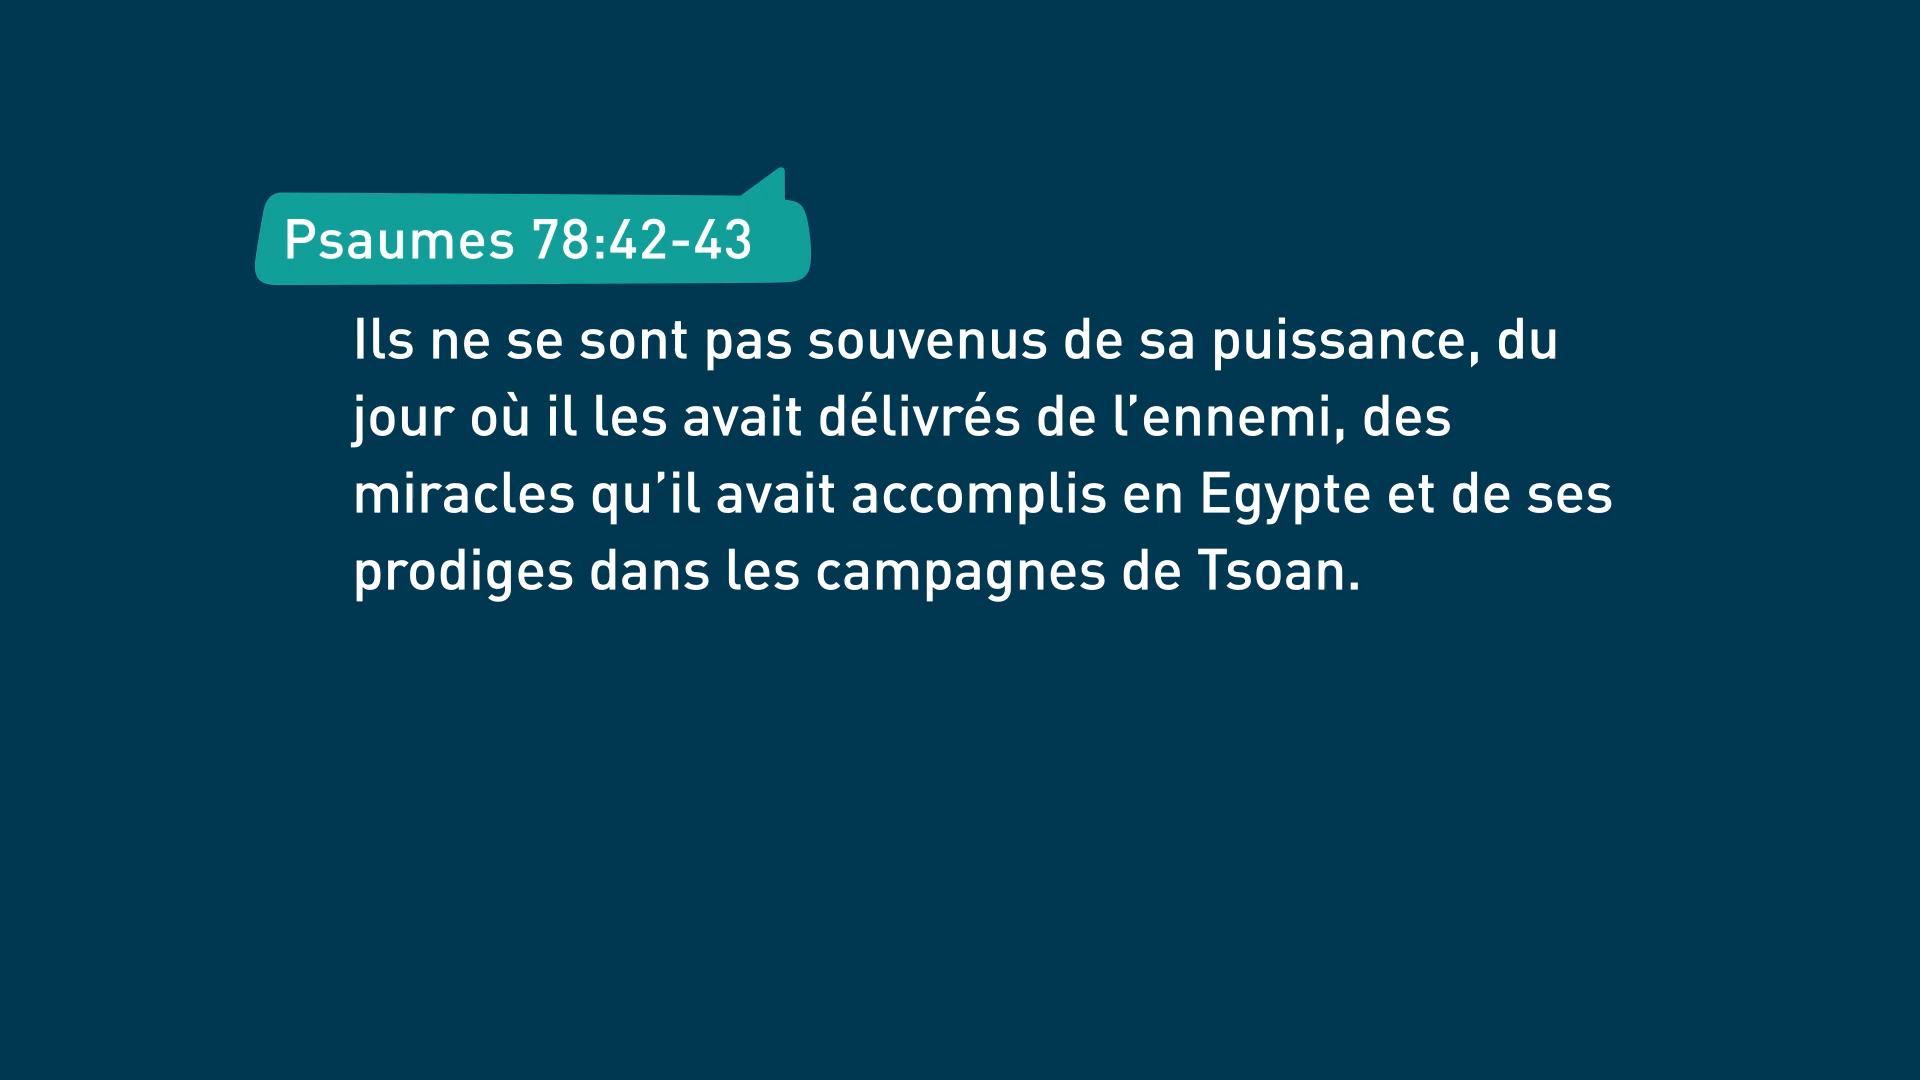 Psaumes 78:42-43
Ils ne se sont pas souvenus de sa puissance, du
jour où il les avait délivrés de l’ennemi, des
miracles qu’il avait accomplis en Egypte et de ses
prodiges dans les campagnes de Tsoan.